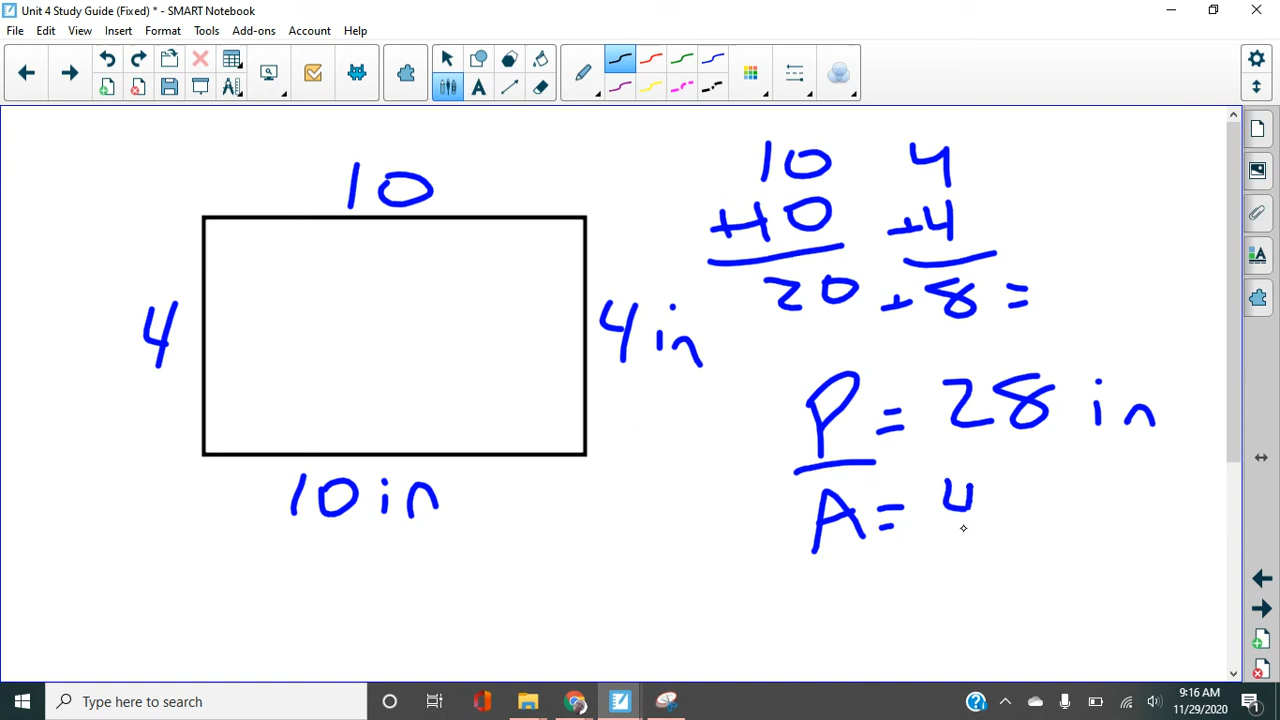 Unit 4 Study Guide (Fixed) * - SMART Notebook
File Edit View Insert Format Tools Add-ons Account Help
10
10 4
+10 +4
20 + 8 =
4
4 in
P = 28 in
10 in
A = 4
Type here to search
9:16 AM
11/29/2020